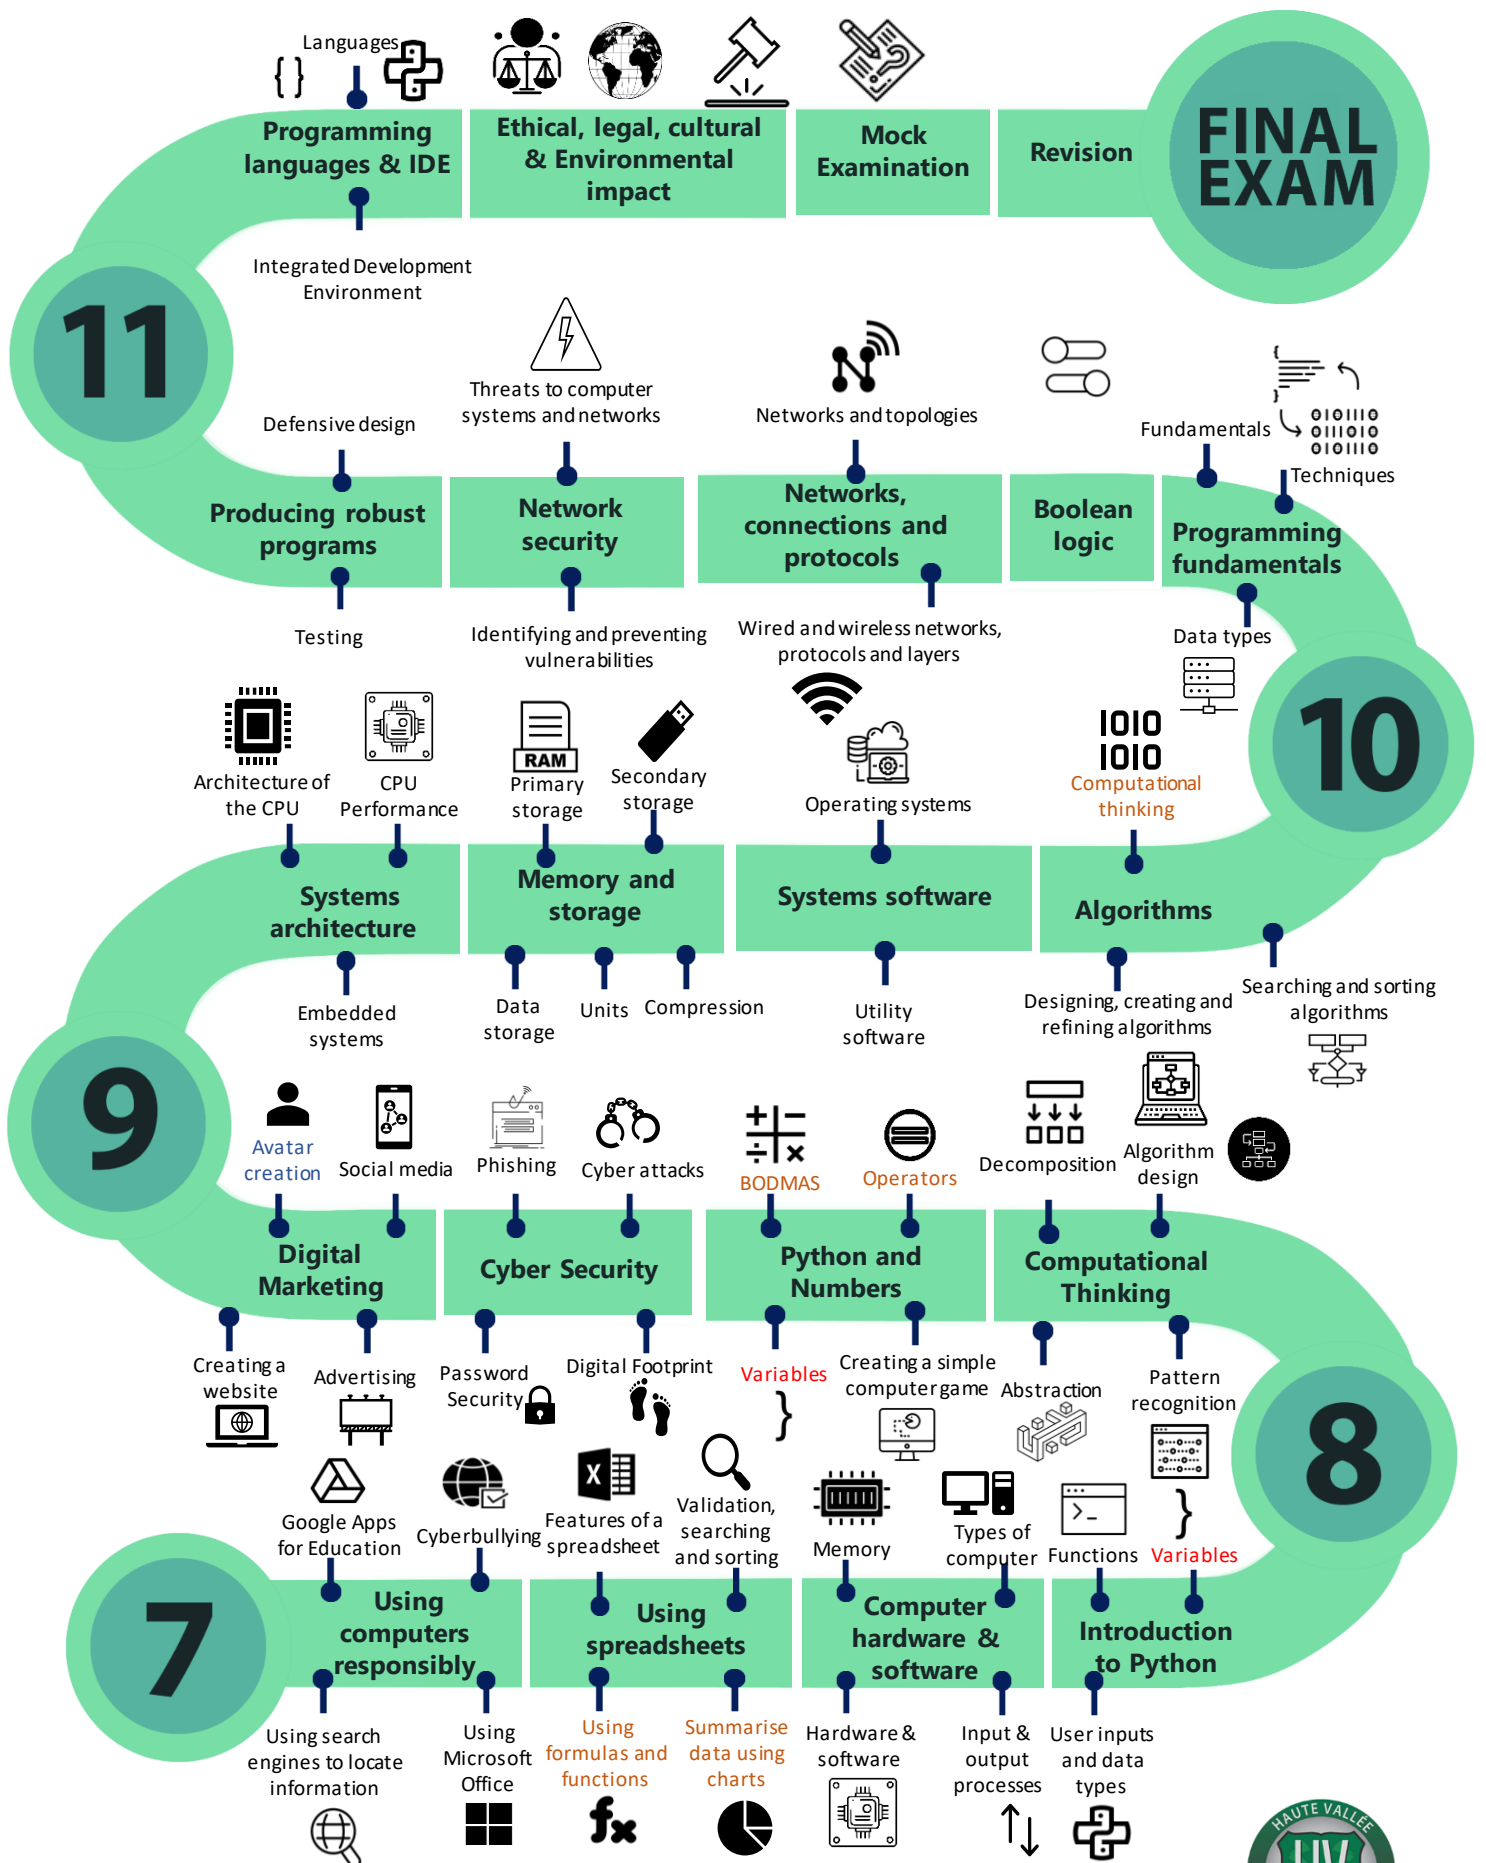 Languages
Programming
languages & IDE
Ethical, legal, cultural
& Environmental
impact
Mock
Examination
Revision
FINAL
EXAM
Integrated Development
Environment
11
Threats to computer
systems and networks
Networks and topologies
Defensive design
Fundamentals
010110
011010
010110
Techniques
Producing robust
programs
Network
security
Networks,
connections and
protocols
Boolean
logic
Programming
fundamentals
Testing
Identifying and preventing
vulnerabilities
Wired and wireless networks,
protocols and layers
Data types
10
1010
1010
Computational
thinking
RAM
Architecture of
the CPU
CPU
Performance
Primary
storage
Secondary
storage
Operating systems
Systems
architecture
Memory and
storage
Systems software
Algorithms
Embedded
systems
Data
storage
Units
Compression
Utility
software
Designing, creating and
refining algorithms
Searching and sorting
algorithms
9
Avatar
creation
Social media
Phishing
Cyber attacks
BODMAS
Operators
Decomposition
Algorithm
design
Digital
Marketing
Cyber Security
Python and
Numbers
Computational
Thinking
Creating a
website
Advertising
Password
Security
Digital Footprint
Variables
Creating a simple
computer game
Abstraction
Pattern
recognition
8
X
Google Apps
for Education
Cyberbullying
Features of a
spreadsheet
Validation,
searching
and sorting
Memory
Types of
computer
Functions
Variables
7
Using
computers
responsibly
Using
spreadsheets
Computer
hardware &
software
Introduction
to Python
Using search
engines to locate
information
Using
Microsoft
Office
Using
formulas and
functions
Summarise
data using
charts
Hardware &
software
Input &
output
processes
User inputs
and data
types
fx
HAUTE VALLÉE
HV